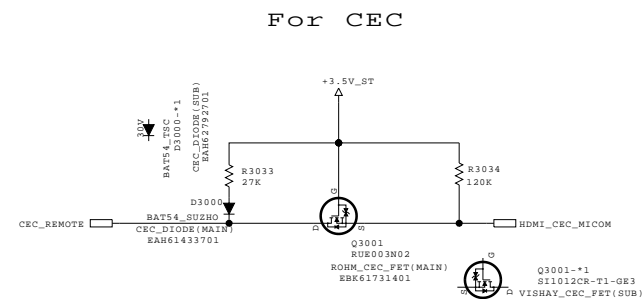 For CEC
+3.5V_ST
30V
BAT54_TSC
D3000-*1
CEC_DIODE(SUB)
EAH62792701
R3033
27K
R3034
120K
D3000
G
CEC_REMOTE
BAT54_SUZHO
D
S
HDMI_CEC_MICOM
CEC_DIODE(MAIN)
EAH61433701
Q3001
RUE003N02
ROHM_CEC_FET(MAIN)
EBK61731401
G
S
D
Q3001-*1
SI1012CR-T1-GE3
VISHAY_CEC_FET(SUB)